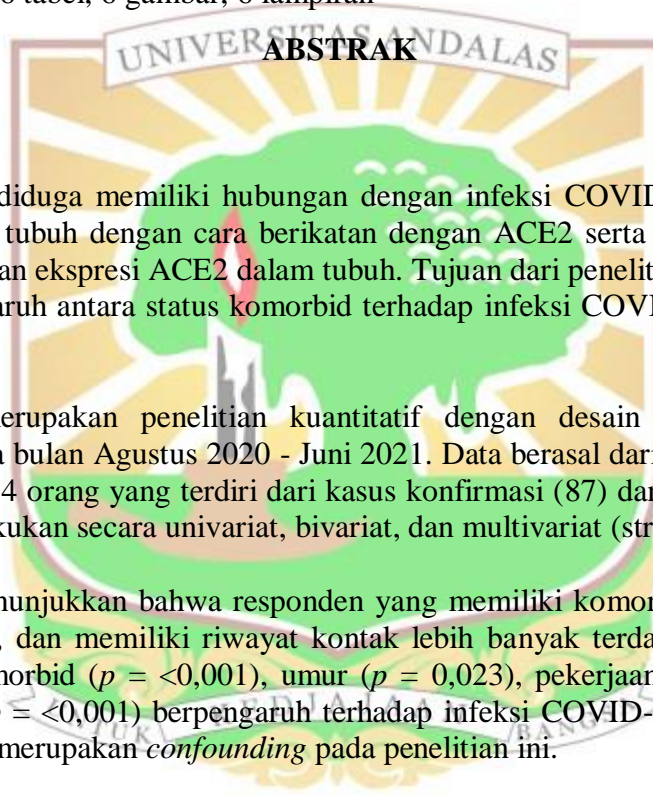 6 tabel, 6 gambar, 6 lampiran
UNIVERSITAS ANDALAS
ABSTRAK
diduga memiliki hubungan dengan infeksi COVID
tubuh dengan cara berikatan dengan ACE2 serta
an ekspresi ACE2 dalam tubuh. Tujuan dari penelit
aruh antara status komorbid terhadap infeksi COVI
erupakan penelitian kuantitatif dengan desain
a bulan Agustus 2020 - Juni 2021. Data berasal dari
4 orang yang terdiri dari kasus konfirmasi (87) dan
kukan secara univariat, bivariat, dan multivariat (str
nunjukkan bahwa responden yang memiliki komor
, dan memiliki riwayat kontak lebih banyak terda
norbid (p = <0,001), umur (p = 0,023), pekerjaan
= <0,001) berpengaruh terhadap infeksi COVID-
merupakan confounding pada penelitian ini.
UNTUK KEDJAJAAN BANGSA